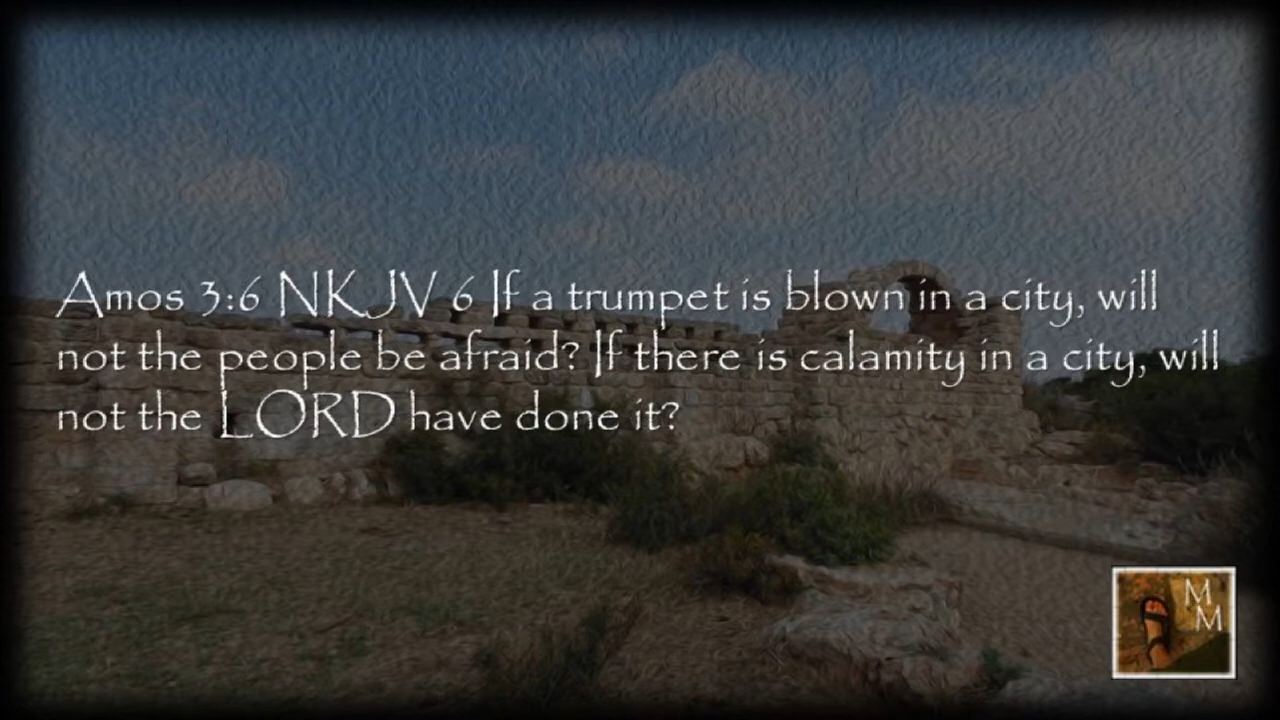 Amos 3:6 NKJV 6 If a trumpet is blown in a city, will
not the people be afraid? If there is calamity in a city, will
not the LORD have done it?
M
M